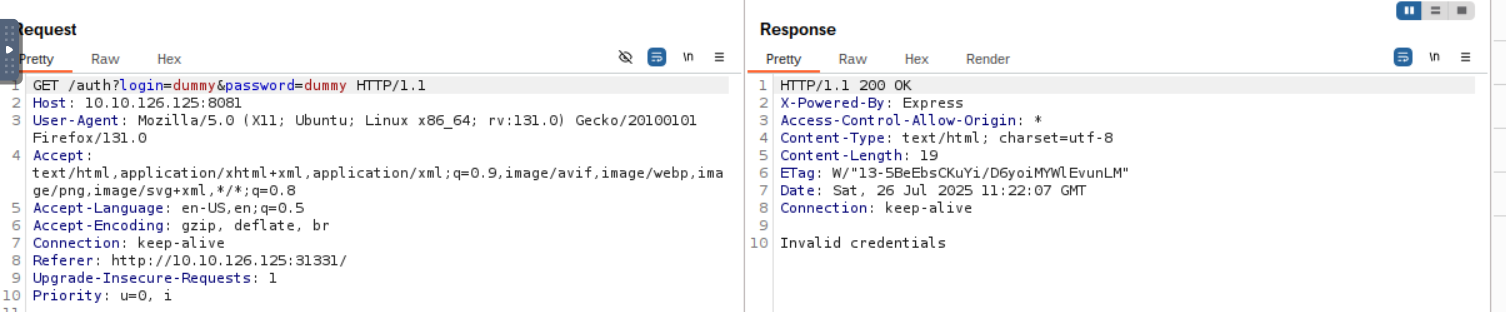 Request
Pretty Raw Hex
\n
1 GET /auth?login=dummy&password=dummy HTTP/1.1
2 Host: 10.10.126.125:8081
3 User-Agent: Mozilla/5.0 (X11; Ubuntu; Linux x86_64; rv:131.0) Gecko/20100101
Firefox/131.0
4 Accept:
text/html,application/xhtml+xml,application/xml;q=0.9,image/avif,image/webp,ima
ge/png,image/svg+xml,*/*;q=0.8
5 Accept-Language: en-US,en;q=0.5
6 Accept-Encoding: gzip, deflate, br
7 Connection: keep-alive
8 Referer: http://10.10.126.125:31331/
9 Upgrade-Insecure-Requests: 1
10 Priority: u=0, i
11
Response
Pretty Raw Hex Render
\n
1 HTTP/1.1 200 OK
2 X-Powered-By: Express
3 Access-Control-Allow-Origin: *
4 Content-Type: text/html; charset=utf-8
5 Content-Length: 19
6 ETag: W/"13-5BeEbsCKuYi/D6yoiMYWlEvunLM"
7 Date: Sat, 26 Jul 2025 11:22:07 GMT
8 Connection: keep-alive
9
10 Invalid credentials